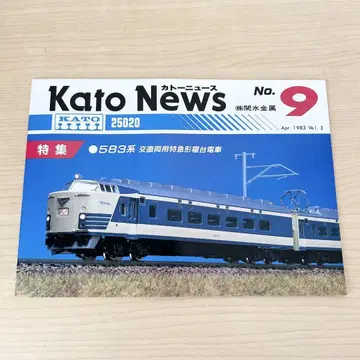 カトーニュース
Kato News
No. 9
㈱関水金属
KATO
25020
Apr. 1983 Vol 3
特集
●583系 交直両用特急形寝台電車